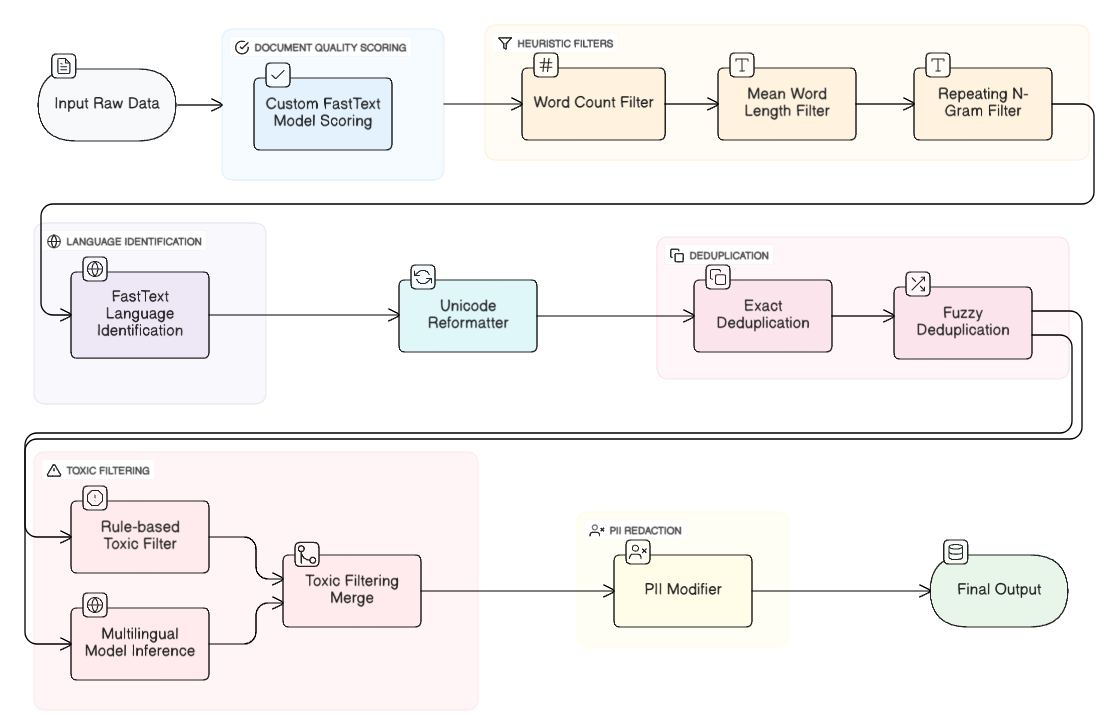 DOCUMENT QUALITY SCORING
HEURISTIC FILTERS
Input Raw Data
Custom FastText
Model Scoring
Word Count Filter
Mean Word
Length Filter
Repeating N-
Gram Filter
LANGUAGE IDENTIFICATION
FastText
Language
Identification
Unicode
Reformatter
DEDUPLICATION
Exact
Deduplication
Fuzzy
Deduplication
TOXIC FILTERING
Rule-based
Toxic Filter
Multilingual
Model Inference
Toxic Filtering
Merge
PII REDACTION
PII Modifier
Final Output